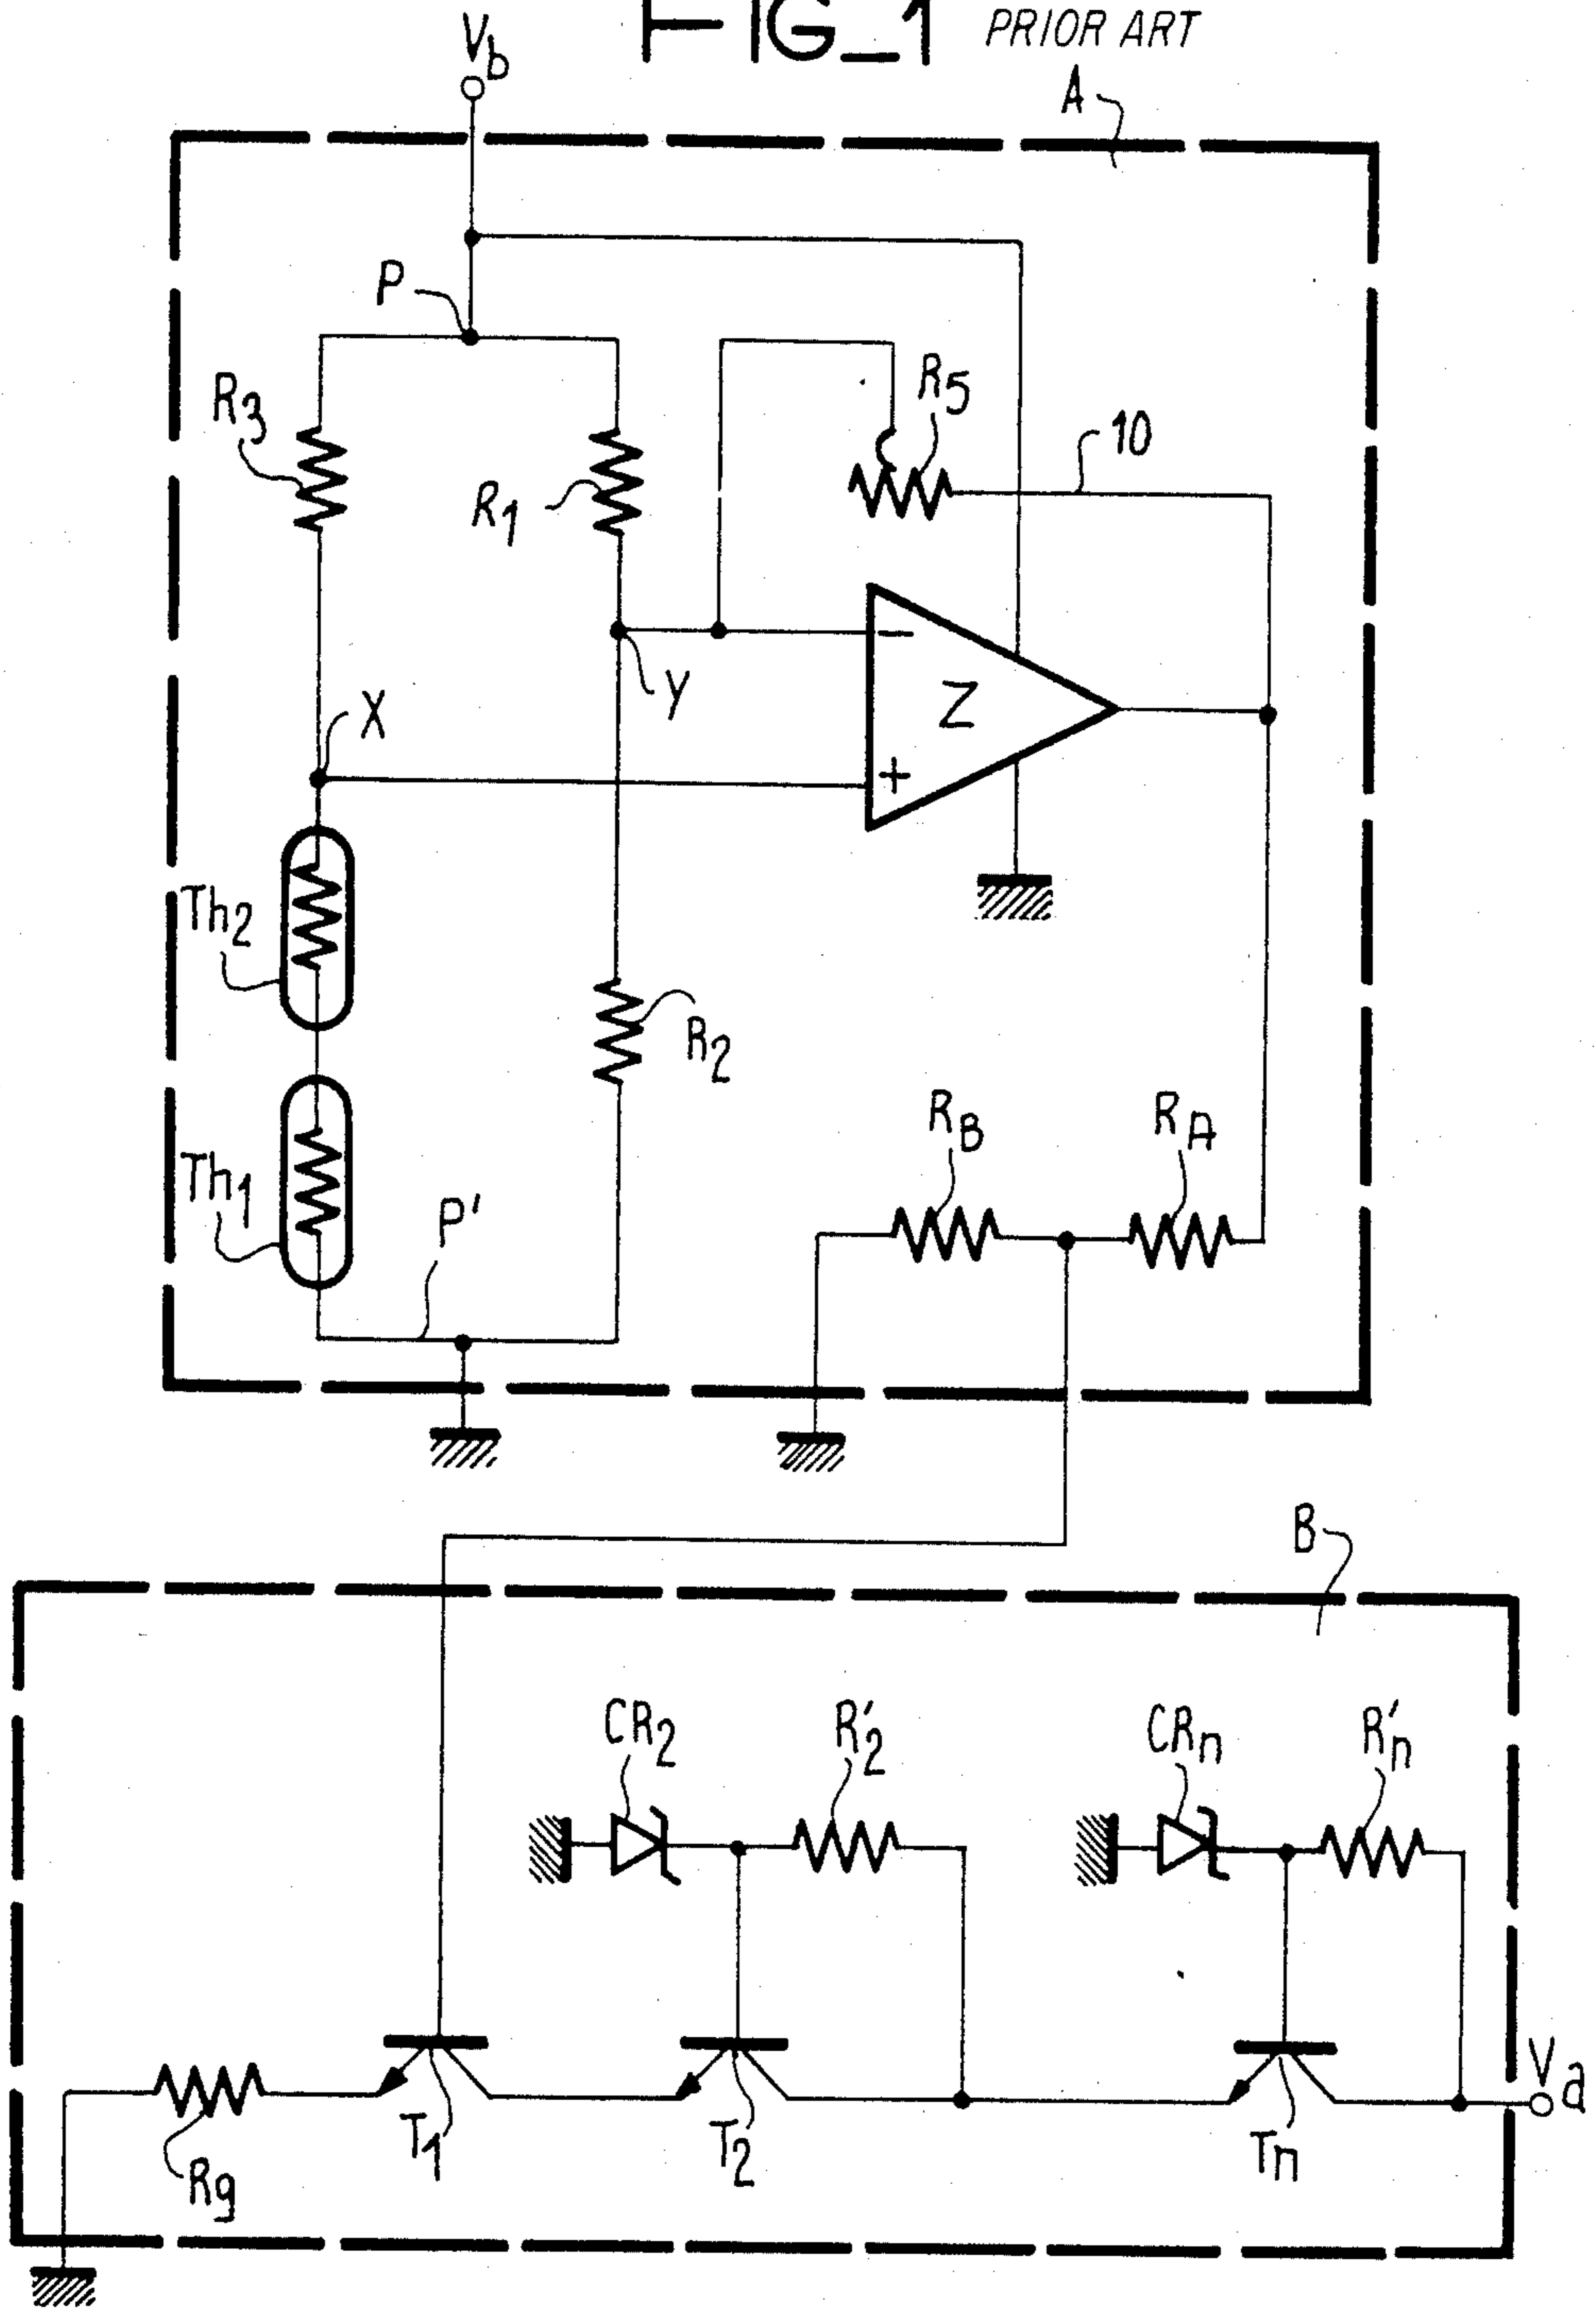 FIG_1 PRIOR ART
Vb
A
P
R3
R1
R5
10
X
Y
−
Z
+
Th2
R2
Th1
P'
RB
RA
B
CR2
R'2
CRn
R'n
T1
T2
Tn
Va
Rg